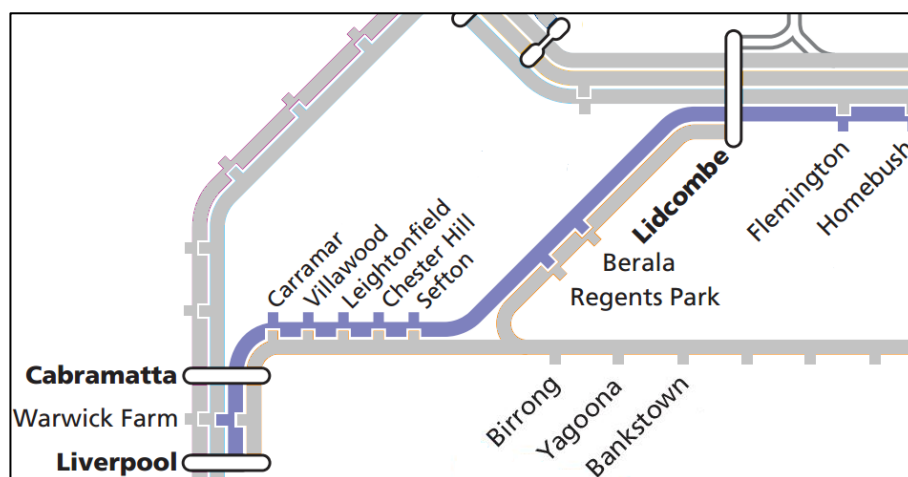 Carramar
Villawood
Leightonfield
Chester Hill
Sefton
Lidcombe
Flemington
Homebush
Berala
Regents Park
Cabramatta
Warwick Farm
Liverpool
Birrong
Yagoona
Bankstown